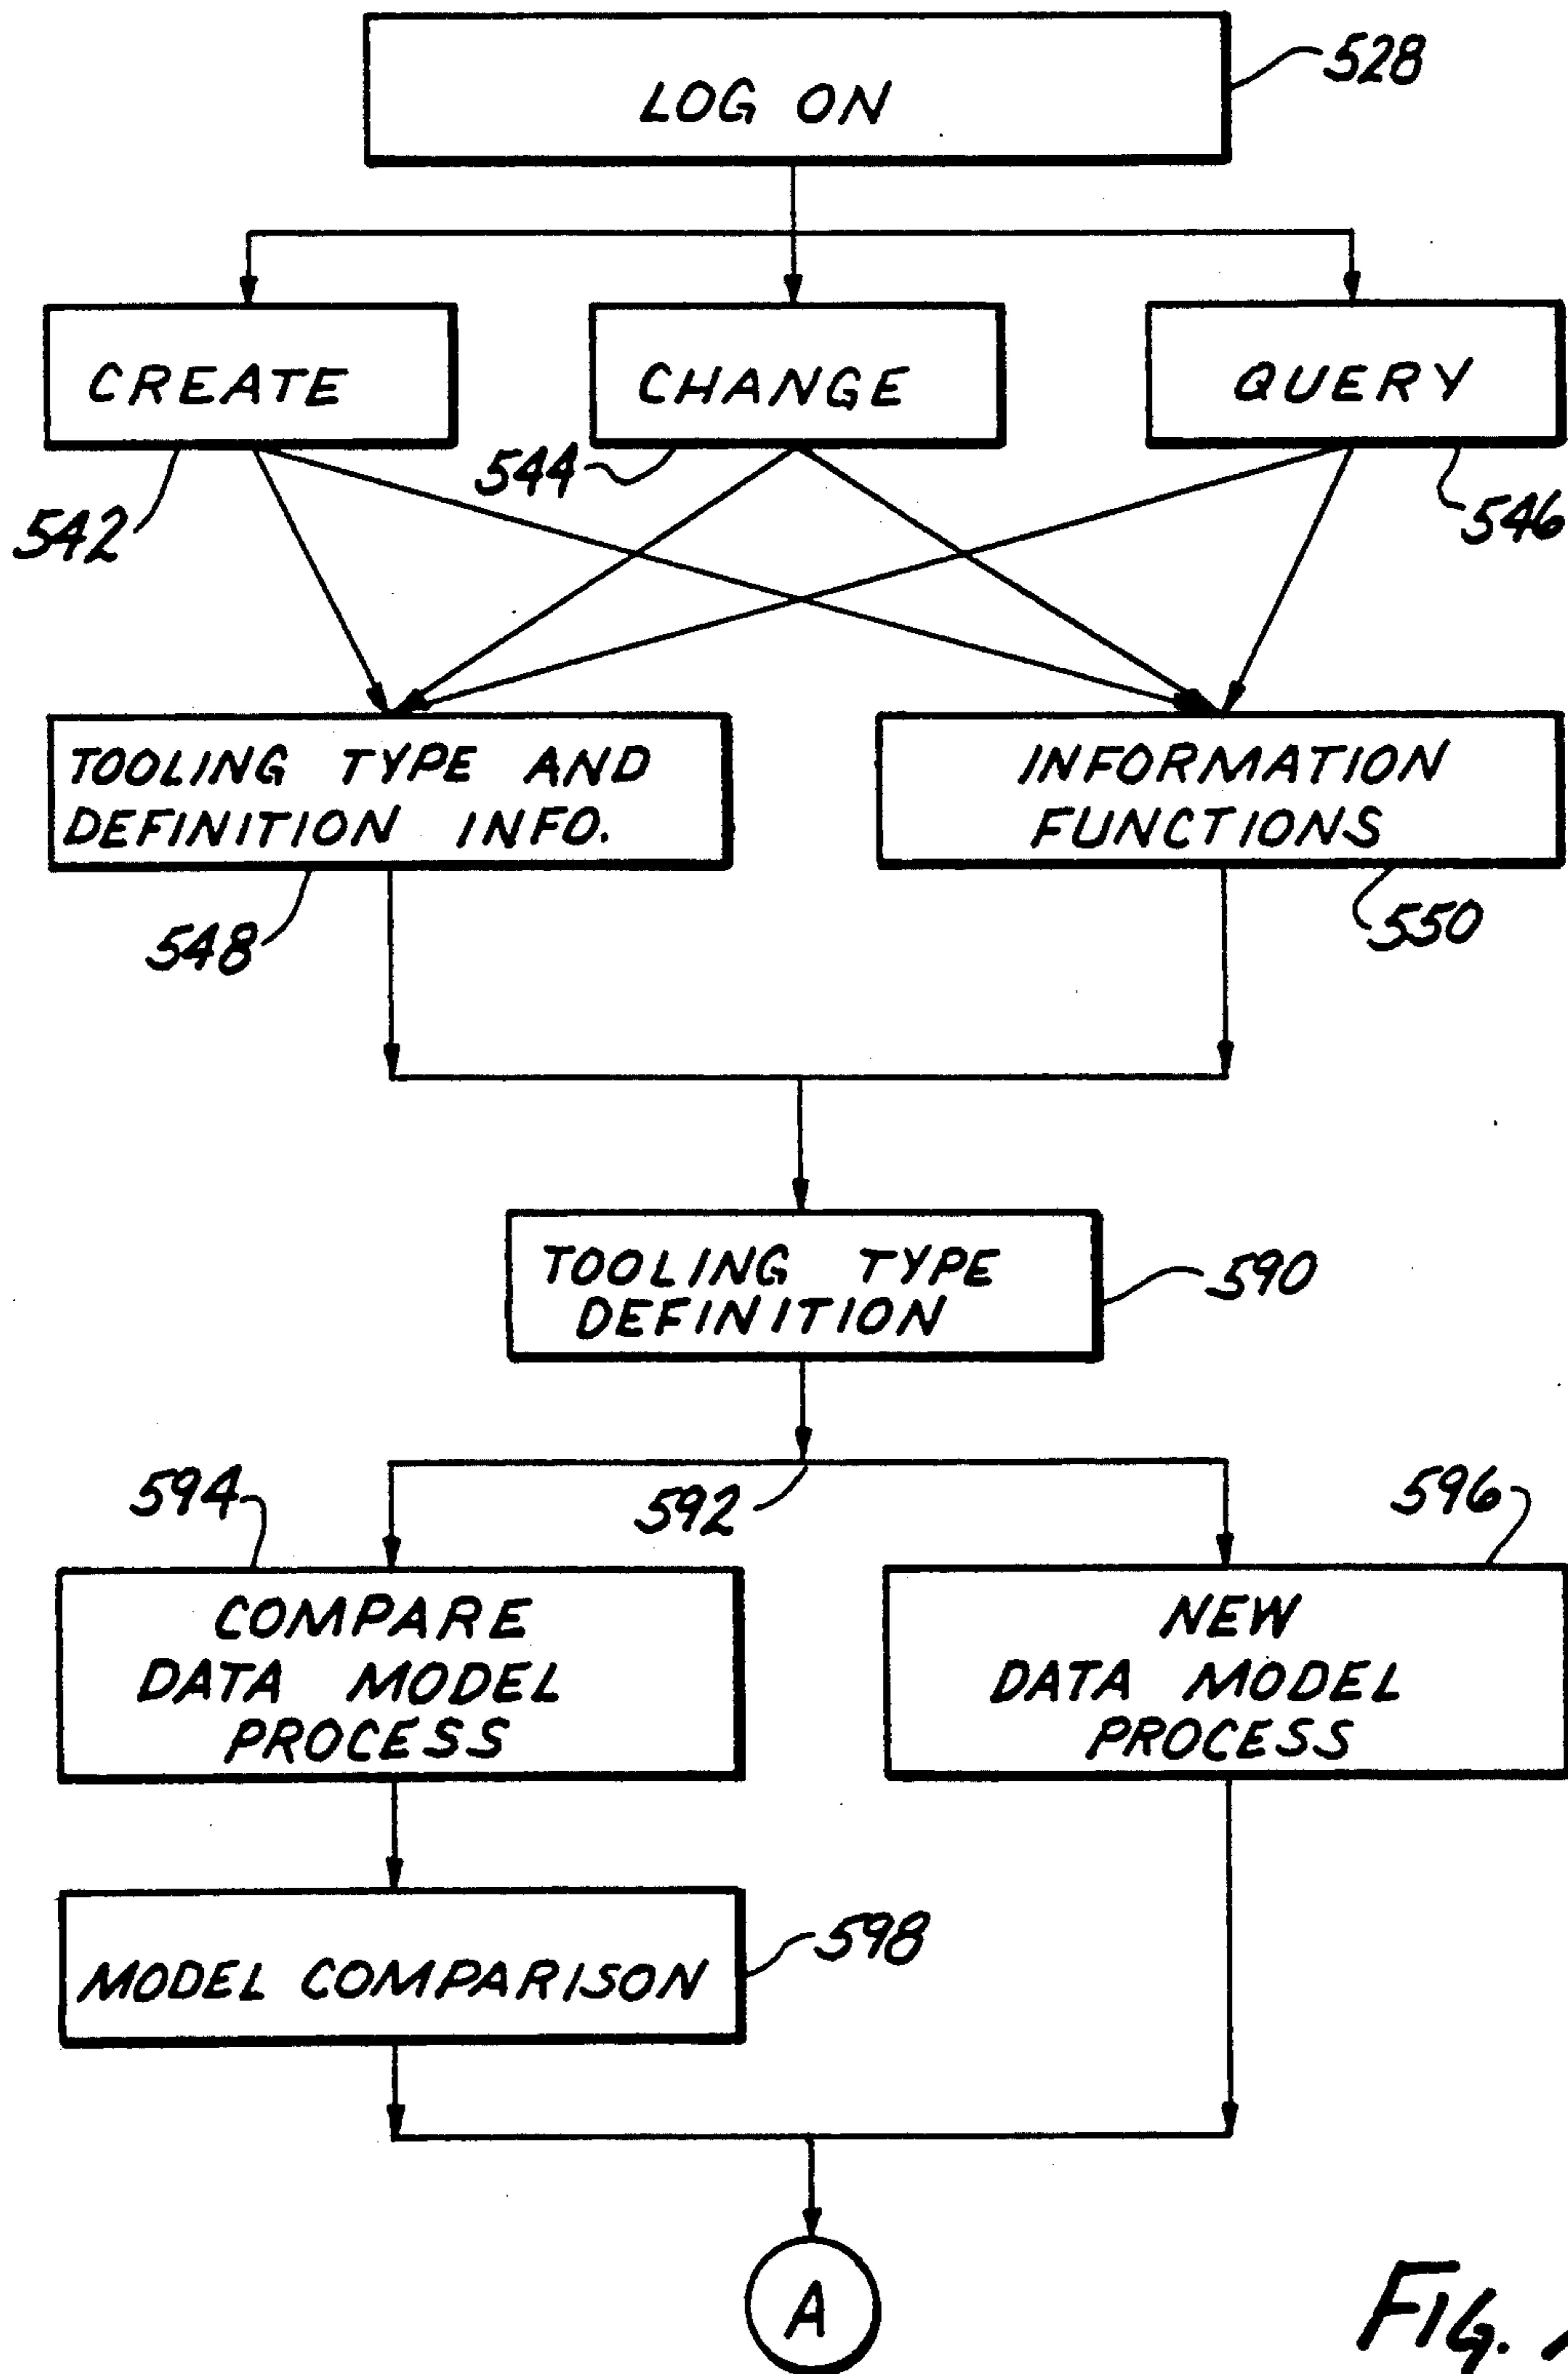 LOG ON
528
CREATE
CHANGE
QUERY
542
544
546
TOOLING TYPE AND
DEFINITION INFO.
INFORMATION
FUNCTIONS
548
550
TOOLING TYPE
DEFINITION
590
592
594
596
COMPARE
DATA MODEL
PROCESS
NEW
DATA MODEL
PROCESS
MODEL COMPARISON
598
A
FIG.